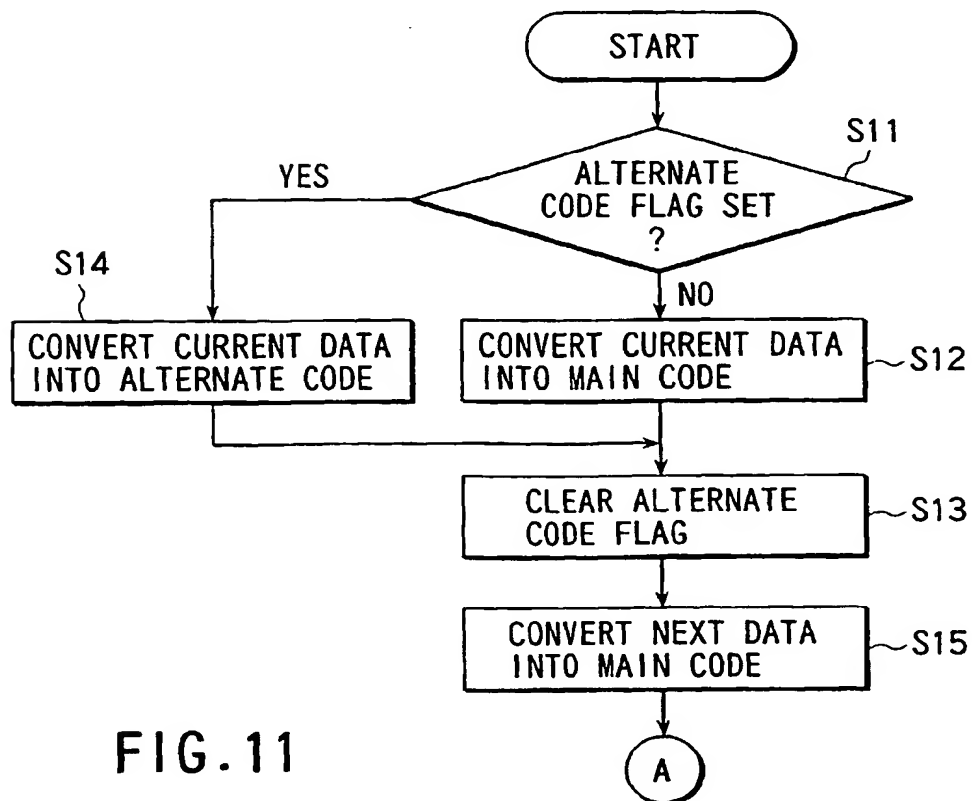 START
S11
ALTERNATE
CODE FLAG SET
?
YES
NO
S14
CONVERT CURRENT DATA
INTO ALTERNATE CODE
CONVERT CURRENT DATA
INTO MAIN CODE
S12
CLEAR ALTERNATE
CODE FLAG
S13
CONVERT NEXT DATA
INTO MAIN CODE
S15
A
FIG.11